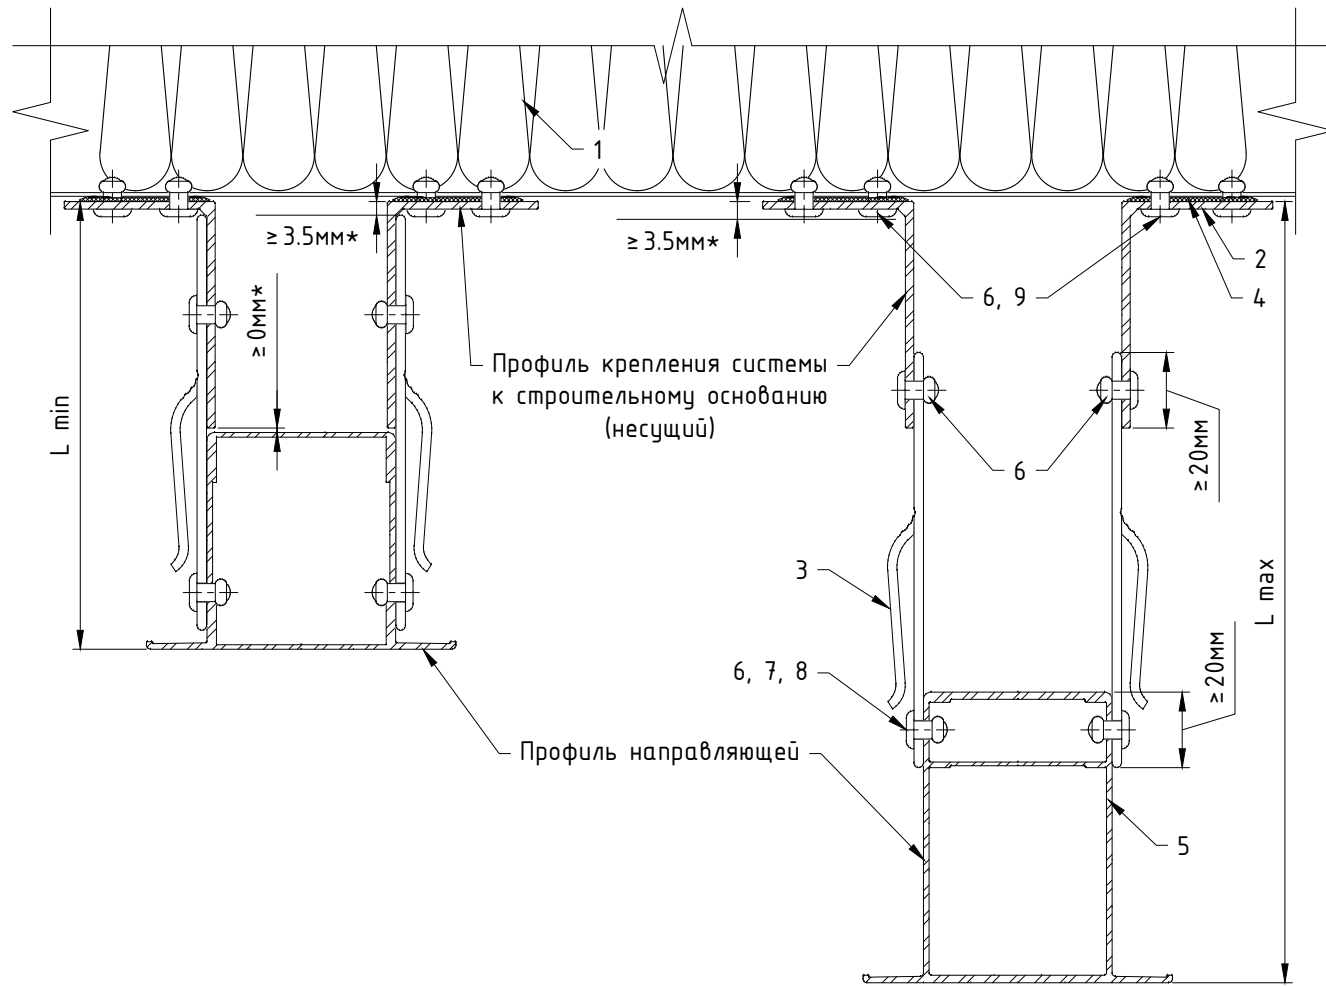 1
≥3.5мм*
≥3.5мм*
2
6, 9
4
≥0мм*
Профиль крепления системы
к строительному основанию
(несущий)
L min
6
≥20мм
3
L max
6, 7, 8
≥20мм
Профиль направляющей
5